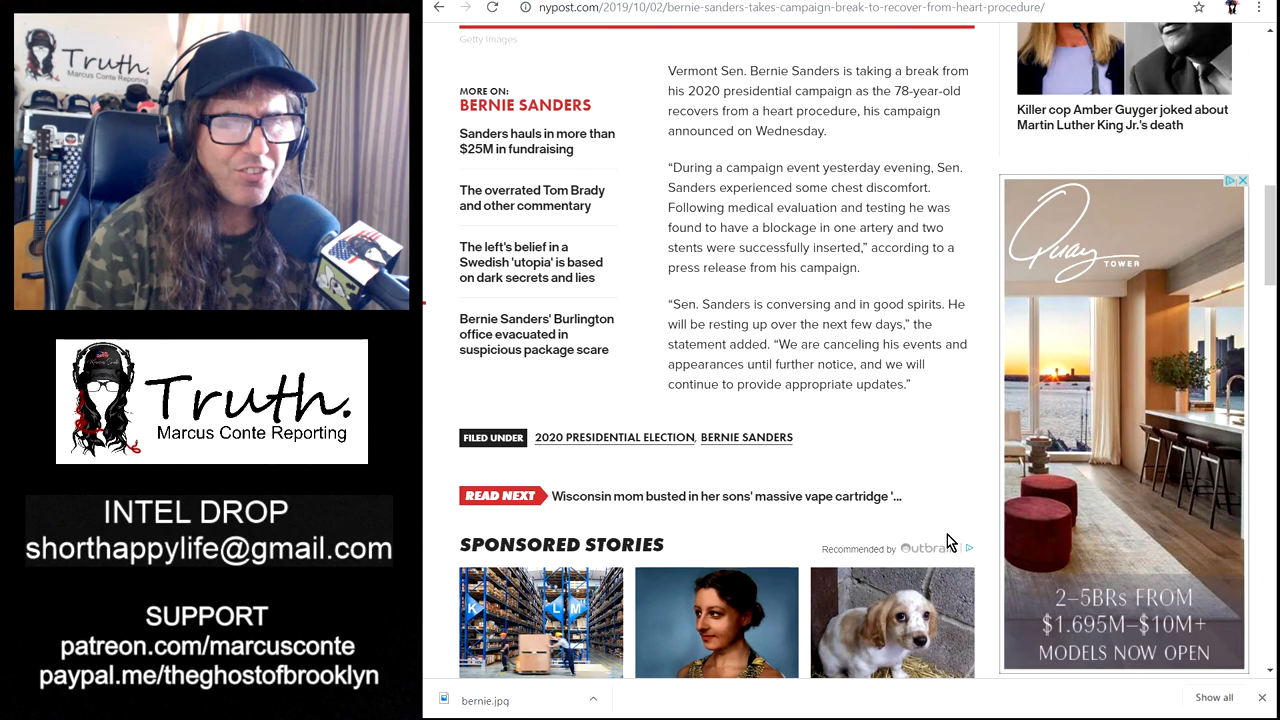 Truth.
Marcus Conte Reporting
Truth.
Marcus Conte Reporting
INTEL DROP
shorthappylife@gmail.com
SUPPORT
patreon.com/marcusconte
paypal.me/theghostofbrooklyn
nypost.com/2019/10/02/bernie-sanders-takes-campaign-break-to-recover-from-heart-procedure/
Getty Images
MORE ON:
BERNIE SANDERS
Sanders hauls in more than
$25M in fundraising
The overrated Tom Brady
and other commentary
The left's belief in a
Swedish 'utopia' is based
on dark secrets and lies
Bernie Sanders' Burlington
office evacuated in
suspicious package scare
Vermont Sen. Bernie Sanders is taking a break from
his 2020 presidential campaign as the 78-year-old
recovers from a heart procedure, his campaign
announced on Wednesday.
“During a campaign event yesterday evening, Sen.
Sanders experienced some chest discomfort.
Following medical evaluation and testing he was
found to have a blockage in one artery and two
stents were successfully inserted,” according to a
press release from his campaign.
“Sen. Sanders is conversing and in good spirits. He
will be resting up over the next few days,” the
statement added. “We are canceling his events and
appearances until further notice, and we will
continue to provide appropriate updates.”
FILED UNDER 2020 PRESIDENTIAL ELECTION, BERNIE SANDERS
READ NEXT Wisconsin mom busted in her sons' massive vape cartridge '...
SPONSORED STORIES
Recommended by Outbrain
K L M
Killer cop Amber Guyger joked about
Martin Luther King Jr.'s death
Quay
TOWER
2–5BRs FROM
$1.695M–$10M+
MODELS NOW OPEN
bernie.jpg
Show all